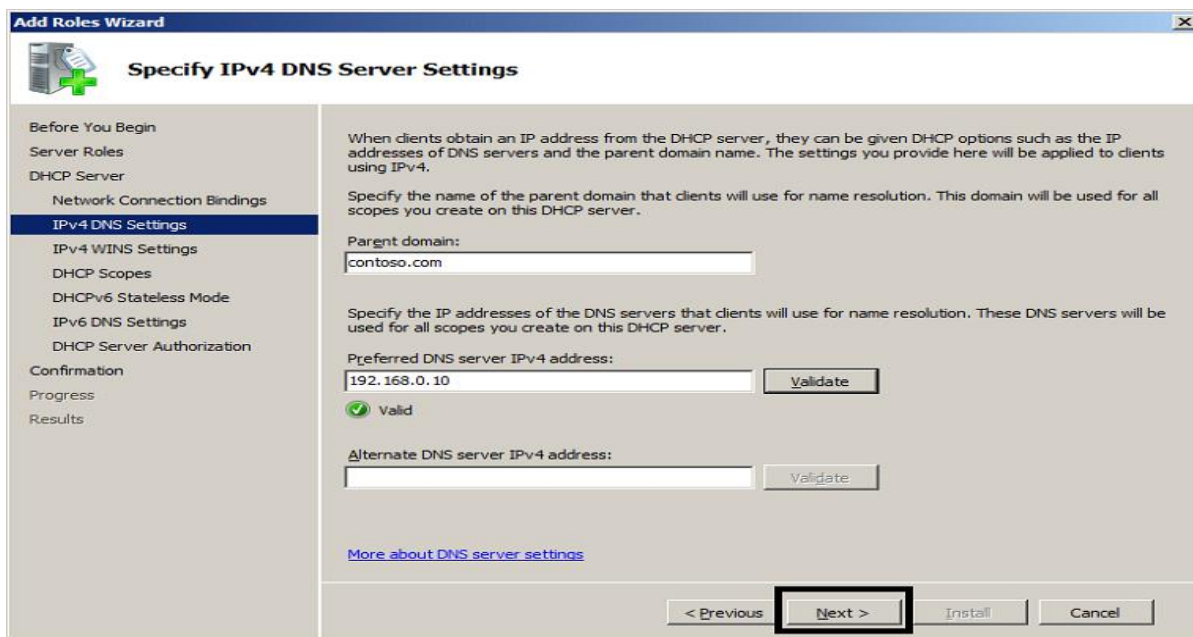 Add Roles Wizard
Specify IPv4 DNS Server Settings
Before You Begin
Server Roles
DHCP Server
Network Connection Bindings
IPv4 DNS Settings
IPv4 WINS Settings
DHCP Scopes
DHCPv6 Stateless Mode
IPv6 DNS Settings
DHCP Server Authorization
Confirmation
Progress
Results
When clients obtain an IP address from the DHCP server, they can be given DHCP options such as the IP
addresses of DNS servers and the parent domain name. The settings you provide here will be applied to clients
using IPv4.
Specify the name of the parent domain that clients will use for name resolution. This domain will be used for all
scopes you create on this DHCP server.
Parent domain:
contoso.com
Specify the IP addresses of the DNS servers that clients will use for name resolution. These DNS servers will be
used for all scopes you create on this DHCP server.
Preferred DNS server IPv4 address:
192.168.0.10
Validate
Valid
Alternate DNS server IPv4 address:
Validate
More about DNS server settings
< Previous
Next >
Install
Cancel